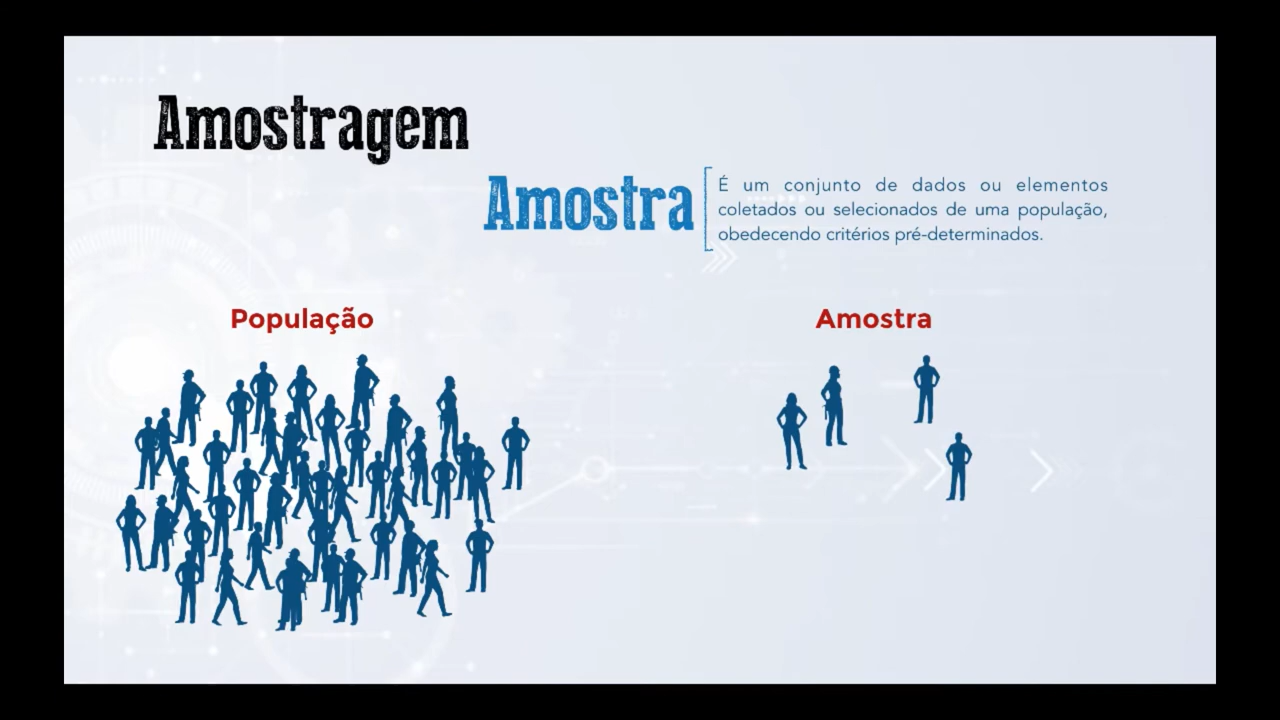 Amostragem
Amostra
É um conjunto de dados ou elementos
coletados ou selecionados de uma população,
obedecendo critérios pré-determinados.
População
Amostra